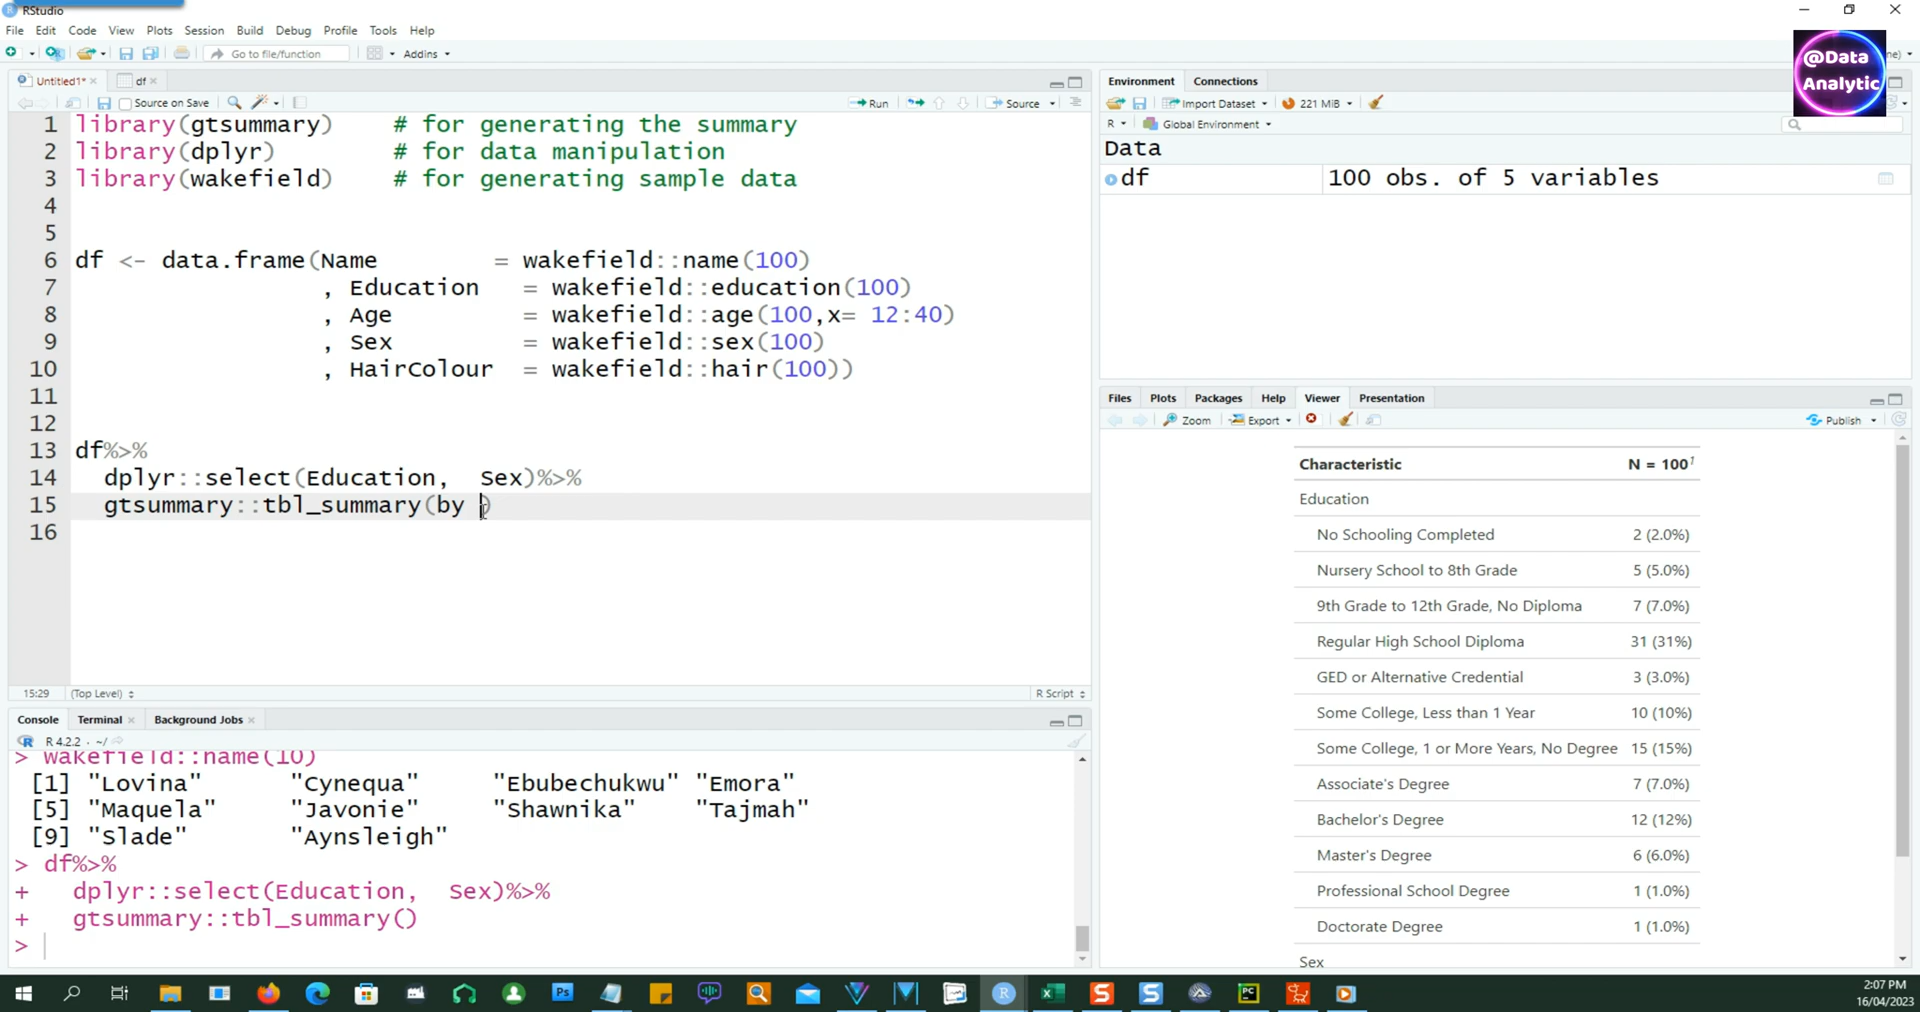 RStudio
File Edit Code View Plots Session Build Debug Profile Tools Help
Go to file/function Addins
@Data
Analytic
Untitled1* df
Source on Save Run Source
1 library(gtsummary) # for generating the summary
2 library(dplyr) # for data manipulation
3 library(wakefield) # for generating sample data
4
5
6 df <- data.frame(Name = wakefield::name(100)
7 , Education = wakefield::education(100)
8 , Age = wakefield::age(100,x= 12:40)
9 , Sex = wakefield::sex(100)
10 , HairColour = wakefield::hair(100))
11
12
13 df%>%
14 dplyr::select(Education, Sex)%>%
15 gtsummary::tbl_summary(by )
16
15:29 (Top Level) R Script
Console Terminal Background Jobs
R 4.2.2 · ~/
> wakefield::name(10)
[1] "Lovina" "Cynequa" "Ebubechukwu" "Emora"
[5] "Maquela" "Javonie" "Shawnika" "Tajmah"
[9] "Slade" "Aynsleigh"
> df%>%
+ dplyr::select(Education, Sex)%>%
+ gtsummary::tbl_summary()
>
Environment Connections
Import Dataset 221 MiB
R Global Environment
Data
df 100 obs. of 5 variables
Files Plots Packages Help Viewer Presentation
Zoom Export Publish
Characteristic N = 100¹
Education
No Schooling Completed 2 (2.0%)
Nursery School to 8th Grade 5 (5.0%)
9th Grade to 12th Grade, No Diploma 7 (7.0%)
Regular High School Diploma 31 (31%)
GED or Alternative Credential 3 (3.0%)
Some College, Less than 1 Year 10 (10%)
Some College, 1 or More Years, No Degree 15 (15%)
Associate's Degree 7 (7.0%)
Bachelor's Degree 12 (12%)
Master's Degree 6 (6.0%)
Professional School Degree 1 (1.0%)
Doctorate Degree 1 (1.0%)
Sex
2:07 PM
16/04/2023